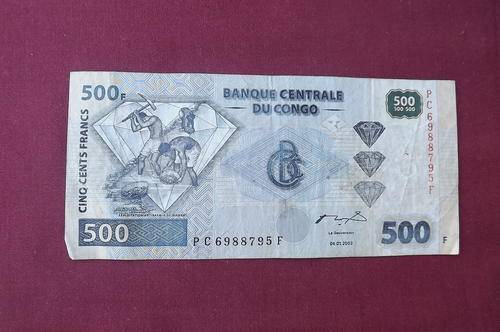 500F
BANQUE CENTRALE
DU CONGO
500
500 500
CINQ CENTS FRANCS
PC6988795F
500
PC6988795F
Le Gouverneur
04.01.2002
500 F